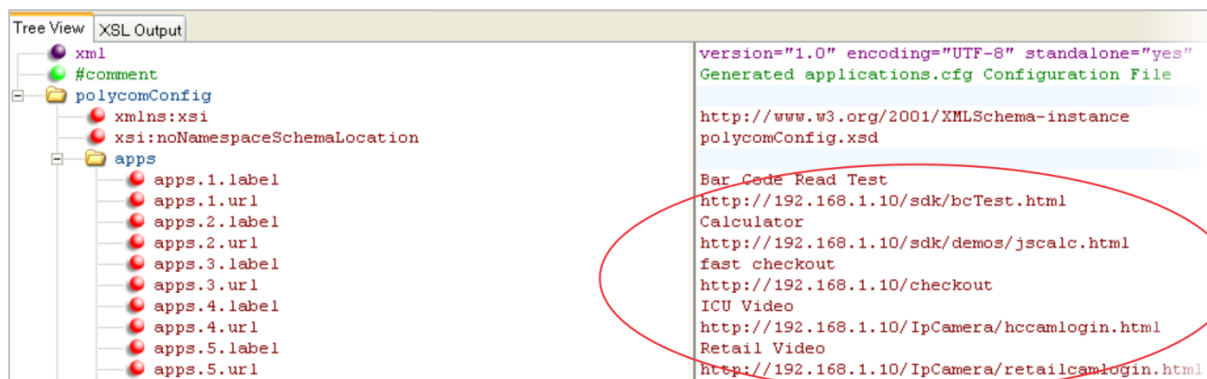 Tree View XSL Output
xml version="1.0" encoding="UTF-8" standalone="yes"
#comment Generated applications.cfg Configuration File
polycomConfig
xmlns:xsi http://www.w3.org/2001/XMLSchema-instance
xsi:noNamespaceSchemaLocation polycomConfig.xsd
apps
apps.1.label Bar Code Read Test
apps.1.url http://192.168.1.10/sdk/bcTest.html
apps.2.label Calculator
apps.2.url http://192.168.1.10/sdk/demos/jscalc.html
apps.3.label fast checkout
apps.3.url http://192.168.1.10/checkout
apps.4.label ICU Video
apps.4.url http://192.168.1.10/IpCamera/hccamlogin.html
apps.5.label Retail Video
apps.5.url http://192.168.1.10/IpCamera/retailcamlogin.html